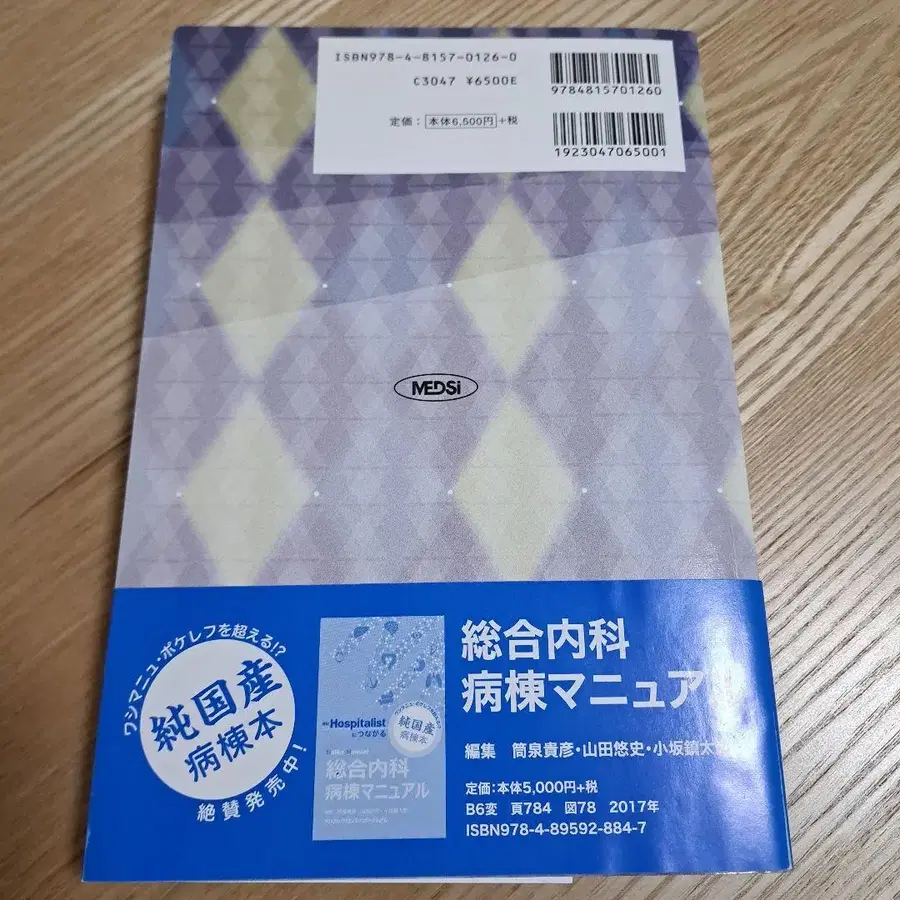 ISBN978-4-8157-0126-0
C3047 ¥6500E
定価：本体6,500円+税
9784815701260
1923047065001
MEDSi
ワシマニュ・ポケレフを超える!?
純国産
病棟本
絶賛発売中！
Hospitalist
につながる
純国産
病棟本
総合内科
病棟マニュアル
総合内科
病棟マニュア
編集 筒泉貴彦・山田悠史・小坂鎮太
定価：本体5,000円+税
B6変 頁784 図78 2017年
ISBN978-4-89592-884-7